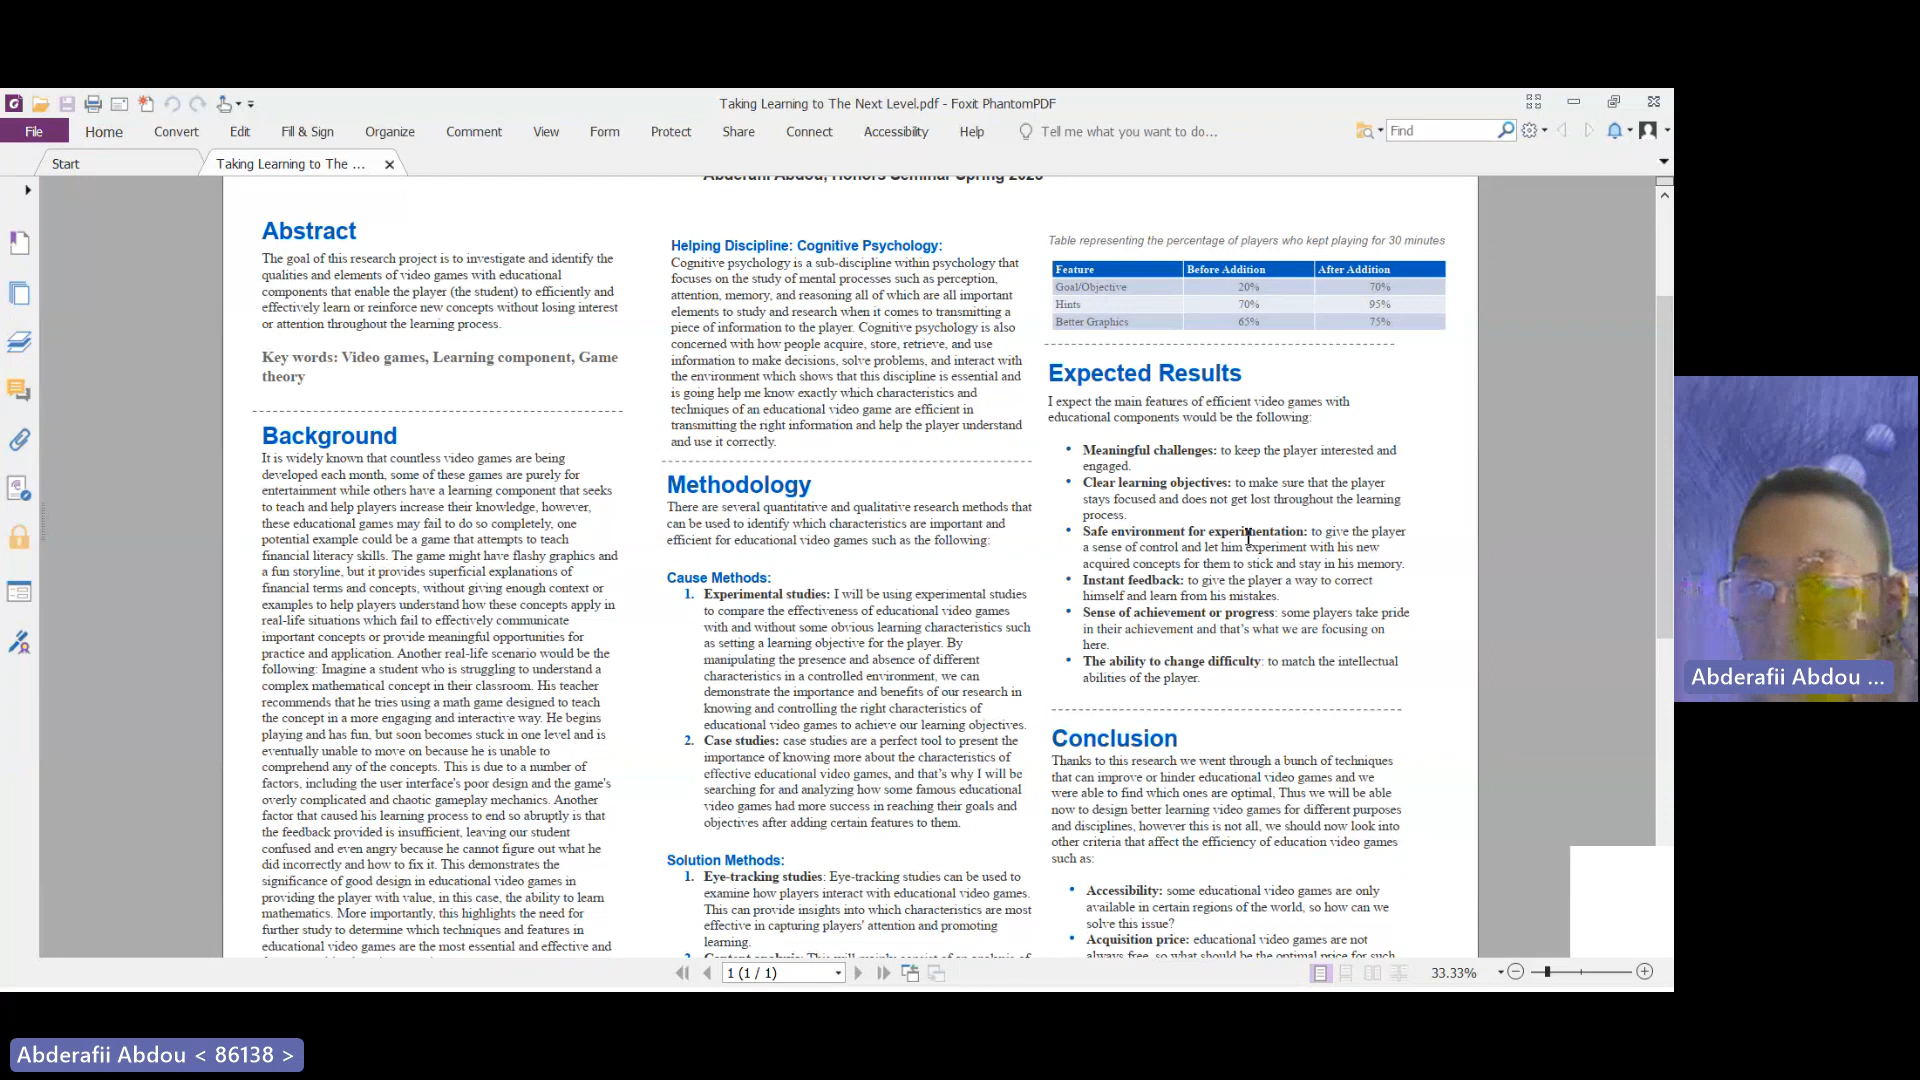 Taking Learning to The Next Level.pdf - Foxit PhantomPDF
File
Home
Convert
Edit
Fill & Sign
Organize
Comment
View
Form
Protect
Share
Connect
Accessibility
Help
Tell me what you want to do...
Find
Start
Taking Learning to The ...
Abderafii Abdou, Honors Seminar Spring 2023
Abstract
The goal of this research project is to investigate and identify the
qualities and elements of video games with educational
components that enable the player (the student) to efficiently and
effectively learn or reinforce new concepts without losing interest
or attention throughout the learning process.
Key words: Video games, Learning component, Game
theory
Background
It is widely known that countless video games are being
developed each month, some of these games are purely for
entertainment while others have a learning component that seeks
to teach and help players increase their knowledge, however,
these educational games may fail to do so completely, one
potential example could be a game that attempts to teach
financial literacy skills. The game might have flashy graphics and
a fun storyline, but it provides superficial explanations of
financial terms and concepts, without giving enough context or
examples to help players understand how these concepts apply in
real-life situations which fail to effectively communicate
important concepts or provide meaningful opportunities for
practice and application. Another real-life scenario would be the
following: Imagine a student who is struggling to understand a
complex mathematical concept in their classroom. His teacher
recommends that he tries using a math game designed to teach
the concept in a more engaging and interactive way. He begins
playing and has fun, but soon becomes stuck in one level and is
eventually unable to move on because he is unable to
comprehend any of the concepts. This is due to a number of
factors, including the user interface's poor design and the game's
overly complicated and chaotic gameplay mechanics. Another
factor that caused his learning process to end so abruptly is that
the feedback provided is insufficient, leaving our student
confused and even angry because he cannot figure out what he
did incorrectly and how to fix it. This demonstrates the
significance of good design in educational video games in
providing the player with value, in this case, the ability to learn
mathematics. More importantly, this highlights the need for
further study to determine which techniques and features in
educational video games are the most essential and effective and
Helping Discipline: Cognitive Psychology:
Cognitive psychology is a sub-discipline within psychology that
focuses on the study of mental processes such as perception,
attention, memory, and reasoning all of which are all important
elements to study and research when it comes to transmitting a
piece of information to the player. Cognitive psychology is also
concerned with how people acquire, store, retrieve, and use
information to make decisions, solve problems, and interact with
the environment which shows that this discipline is essential and
is going help me know exactly which characteristics and
techniques of an educational video game are efficient in
transmitting the right information and help the player understand
and use it correctly.
Methodology
There are several quantitative and qualitative research methods that
can be used to identify which characteristics are important and
efficient for educational video games such as the following:
Cause Methods:
1. Experimental studies: I will be using experimental studies
to compare the effectiveness of educational video games
with and without some obvious learning characteristics such
as setting a learning objective for the player. By
manipulating the presence and absence of different
characteristics in a controlled environment, we can
demonstrate the importance and benefits of our research in
knowing and controlling the right characteristics of
educational video games to achieve our learning objectives.
2. Case studies: case studies are a perfect tool to present the
importance of knowing more about the characteristics of
effective educational video games, and that's why I will be
searching for and analyzing how some famous educational
video games had more success in reaching their goals and
objectives after adding certain features to them.
Solution Methods:
1. Eye-tracking studies: Eye-tracking studies can be used to
examine how players interact with educational video games.
This can provide insights into which characteristics are most
effective in capturing players' attention and promoting
learning.
2. Content analysis: This will mainly consist of an analysis of
Table representing the percentage of players who kept playing for 30 minutes
Feature Before Addition After Addition
Goal/Objective 20% 70%
Hints 70% 95%
Better Graphics 65% 75%
Expected Results
I expect the main features of efficient video games with
educational components would be the following:
• Meaningful challenges: to keep the player interested and
engaged.
• Clear learning objectives: to make sure that the player
stays focused and does not get lost throughout the learning
process.
• Safe environment for experimentation: to give the player
a sense of control and let him experiment with his new
acquired concepts for them to stick and stay in his memory.
• Instant feedback: to give the player a way to correct
himself and learn from his mistakes.
• Sense of achievement or progress: some players take pride
in their achievement and that's what we are focusing on
here.
• The ability to change difficulty: to match the intellectual
abilities of the player.
Conclusion
Thanks to this research we went through a bunch of techniques
that can improve or hinder educational video games and we
were able to find which ones are optimal, Thus we will be able
now to design better learning video games for different purposes
and disciplines, however this is not all, we should now look into
other criteria that affect the efficiency of education video games
such as:
• Accessibility: some educational video games are only
available in certain regions of the world, so how can we
solve this issue?
• Acquisition price: educational video games are not
always free, so what should be the optimal price for such
1 (1 / 1)
33.33%
Abderafii Abdou ...
Abderafii Abdou < 86138 >